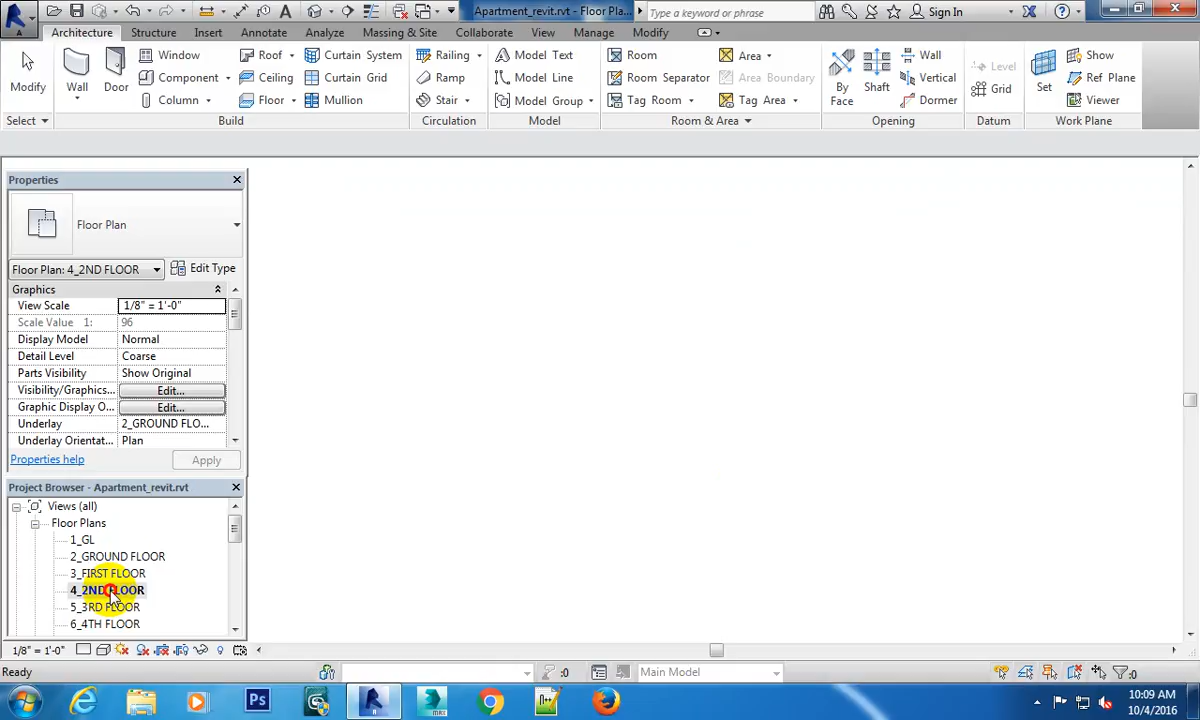 Apartment_revit.rvt - Floor Pla...
Type a keyword or phrase
Sign In
Architecture
Structure
Insert
Annotate
Analyze
Massing & Site
Collaborate
View
Manage
Modify
Modify
Wall
Door
Window
Component
Column
Roof
Ceiling
Floor
Curtain System
Curtain Grid
Mullion
Railing
Ramp
Stair
Model Text
Model Line
Model Group
Room
Room Separator
Tag Room
Area
Area Boundary
Tag Area
By
Face
Shaft
Wall
Vertical
Dormer
Level
Grid
Set
Show
Ref Plane
Viewer
Select
Build
Circulation
Model
Room & Area
Opening
Datum
Work Plane
Properties
Floor Plan
Floor Plan: 4_2ND FLOOR
Edit Type
Graphics
View Scale 1/8" = 1'-0"
Scale Value 1: 96
Display Model Normal
Detail Level Coarse
Parts Visibility Show Original
Visibility/Graphics... Edit...
Graphic Display O... Edit...
Underlay 2_GROUND FLO...
Underlay Orientat... Plan
Properties help
Apply
Project Browser - Apartment_revit.rvt
Views (all)
Floor Plans
1_GL
2_GROUND FLOOR
3_FIRST FLOOR
4_2ND FLOOR
5_3RD FLOOR
6_4TH FLOOR
1/8" = 1'-0"
Ready
:0
Main Model
:0
Ps
MAX
10:09 AM
10/4/2016